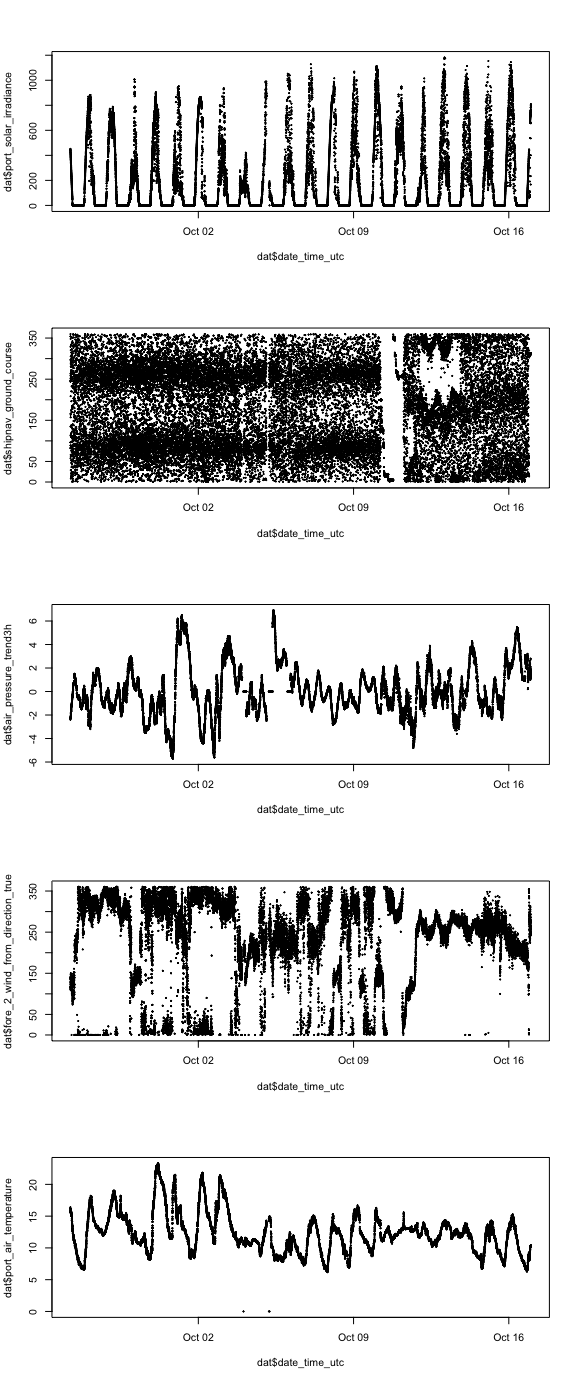 dat$port_solar_irradiance
1000
600
200
0
Oct 02
Oct 09
Oct 16
dat$date_time_utc
dat$shipnav_ground_course
350
250
150
50
0
Oct 02
Oct 09
Oct 16
dat$date_time_utc
dat$air_pressure_trend3h
6
4
2
0
-2
-4
-6
Oct 02
Oct 09
Oct 16
dat$date_time_utc
dat$fore_2_wind_from_direction_true
350
250
150
50
0
Oct 02
Oct 09
Oct 16
dat$date_time_utc
dat$port_air_temperature
20
15
10
5
0
Oct 02
Oct 09
Oct 16
dat$date_time_utc